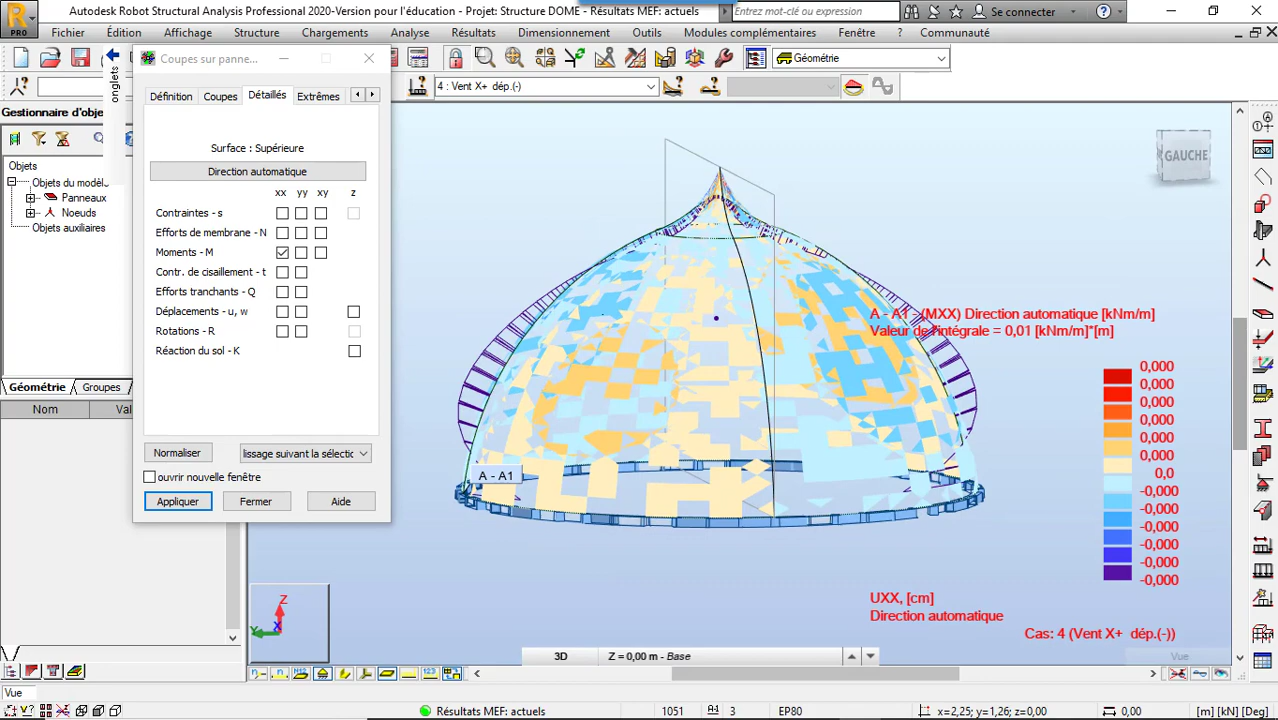 Autodesk Robot Structural Analysis Professional 2020-Version pour l'éducation - Projet: Structure DOME - Résultats MEF: actuels
Entrez mot-clé ou expression
Se connecter
PRO
Fichier Édition Affichage Structure Chargements Analyse Résultats Dimensionnement Outils Modules complémentaires Fenêtre ? Communauté
Géométrie
4 : Vent X+ dép.(-)
onglets
Gestionnaire d'obje
Objets
Objets du modèle
Panneaux
Noeuds
Objets auxiliaires
Géométrie Groupes
Nom Val
Coupes sur panne...
Définition Coupes Détaillés Extrêmes
Surface : Supérieure
Direction automatique
xx yy xy z
Contraintes - s
Efforts de membrane - N
Moments - M
Contr. de cisaillement - t
Efforts tranchants - Q
Déplacements - u, w
Rotations - R
Réaction du sol - K
Normaliser
lissage suivant la sélectic
ouvrir nouvelle fenêtre
Appliquer Fermer Aide
GAUCHE
A - A1 - (MXX) Direction automatique [kNm/m]
Valeur de l'intégrale = 0,01 [kNm/m]*[m]
0,000
0,000
0,000
0,000
0,000
0,000
0,0
-0,000
-0,000
-0,000
-0,000
-0,000
-0,000
A - A1
UXX, [cm]
Direction automatique
Cas: 4 (Vent X+ dép.(-))
Z
Y
X
3D
Z = 0,00 m - Base
Vue
Vue
Résultats MEF: actuels
1051
3
EP80
x=2,25; y=1,26; z=0,00
0,00
[m] [kN] [Deg]